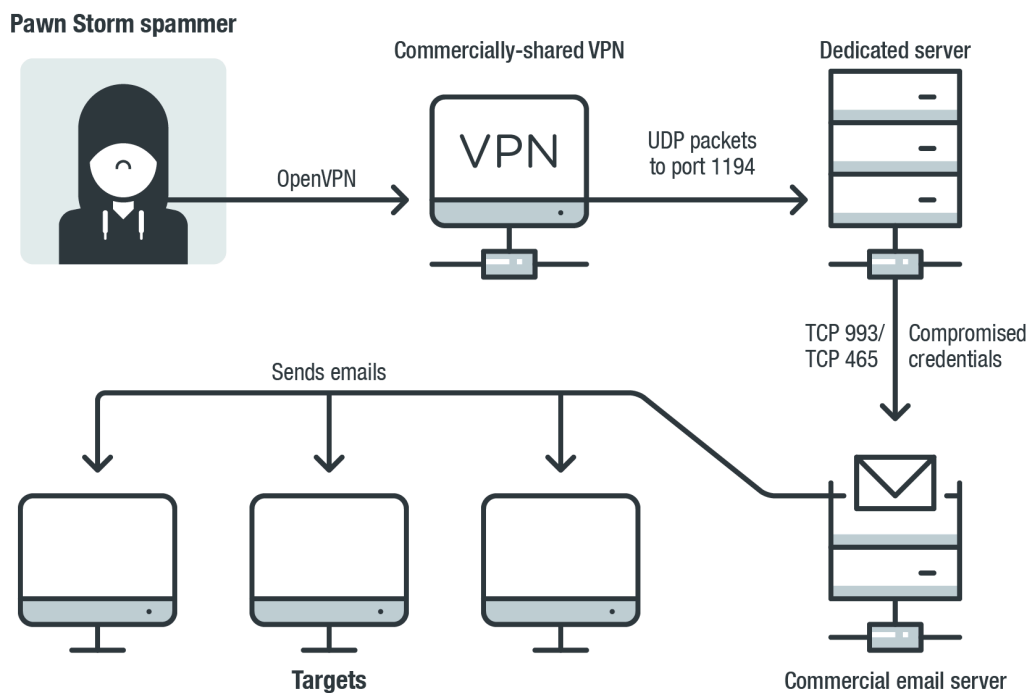 Pawn Storm spammer
Commercially-shared VPN
Dedicated server
VPN
OpenVPN
UDP packets
to port 1194
TCP 993/
TCP 465
Compromised
credentials
Sends emails
Targets
Commercial email server